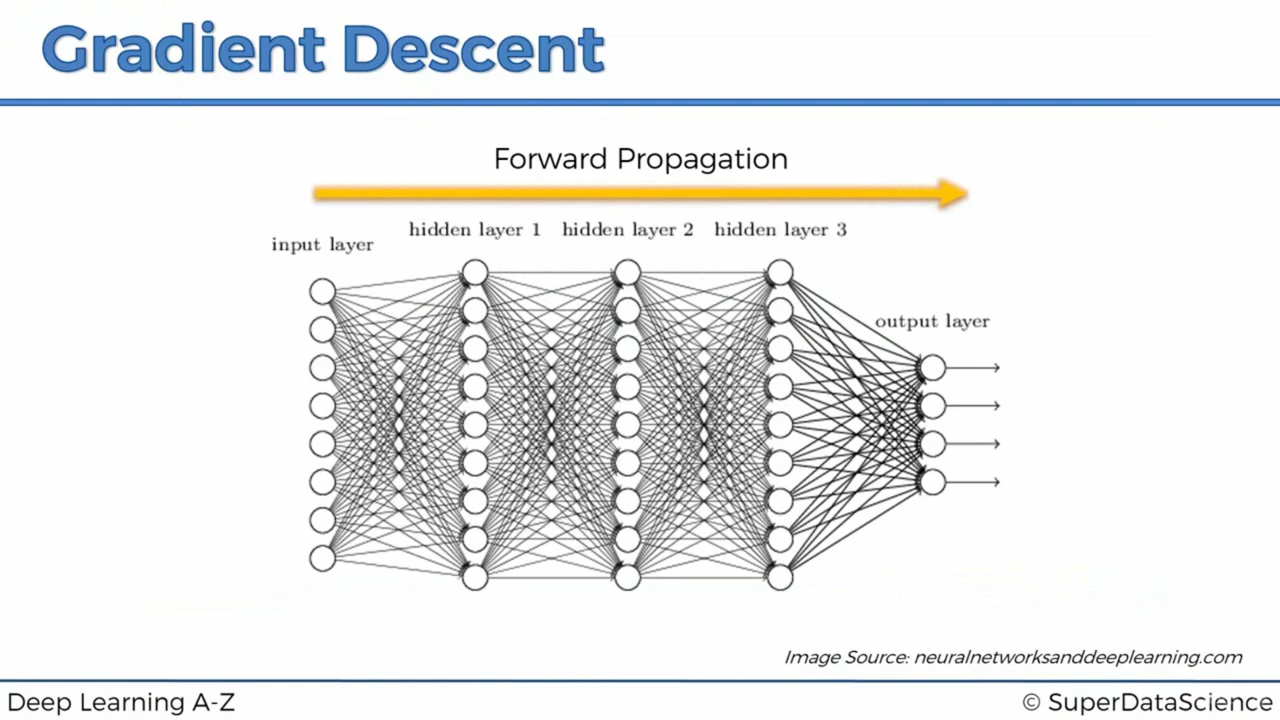 Gradient Descent
Forward Propagation
hidden layer 1
hidden layer 2
hidden layer 3
input layer
output layer
Image Source: neuralnetworksanddeeplearning.com
Deep Learning A-Z
© SuperDataScience